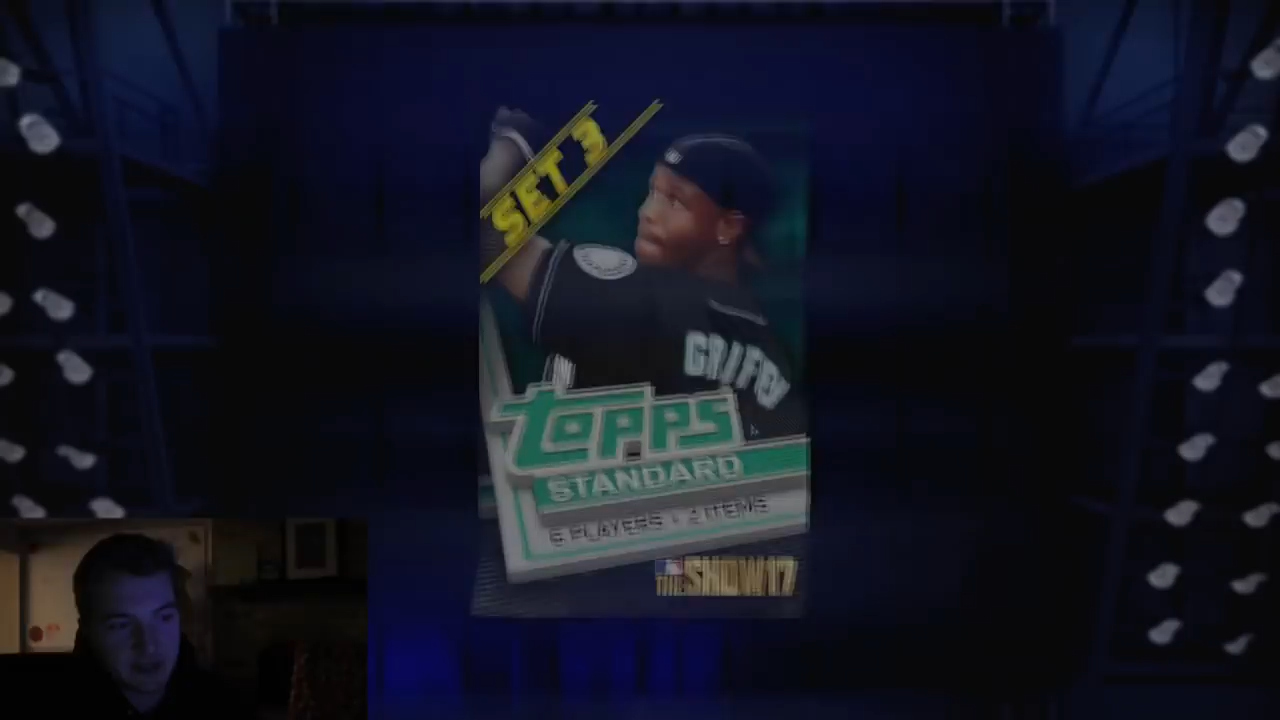 SET 3
GRIFFEY
topps
STANDARD
5 PLAYERS + 2 ITEMS
THE SHOW 17